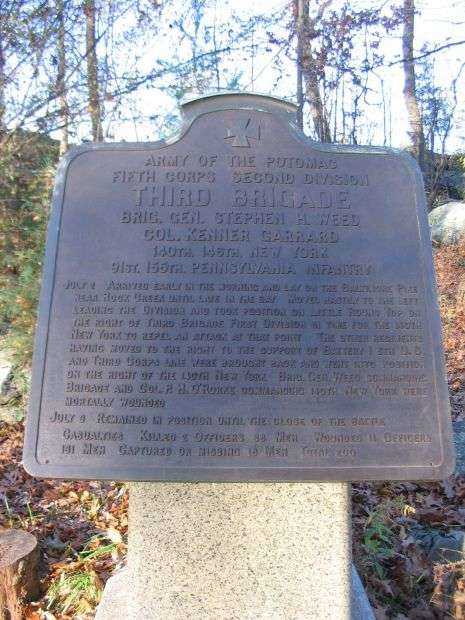 ARMY OF THE POTOMAC
FIFTH CORPS SECOND DIVISION
THIRD BRIGADE
BRIG. GEN. STEPHEN H. WEED
COL. KENNER GARRARD
140TH. 146TH. NEW YORK
91ST. 155TH. PENNSYLVANIA INFANTRY
JULY 2 ARRIVED EARLY IN THE MORNING AND LAY ON THE BALTIMORE PIKE
NEAR ROCK CREEK UNTIL LATE IN THE DAY MOVED HASTILY TO THE LEFT
LEADING THE DIVISION AND TOOK POSITION ON LITTLE ROUND TOP ON
THE RIGHT OF THIRD BRIGADE FIRST DIVISION IN TIME FOR THE 140TH
NEW YORK TO REPEL AN ATTACK AT THAT POINT THE OTHER REGIMENTS
HAVING MOVED TO THE RIGHT TO THE SUPPORT OF BATTERY I 5TH U. S.
AND THIRD CORPS LINE WERE BROUGHT BACK AND WENT INTO POSITION
ON THE RIGHT OF THE 140TH NEW YORK BRIG. GEN. WEED COMMANDING
BRIGADE AND COL. P. H. O'RORKE COMMANDING 140TH NEW YORK WERE
MORTALLY WOUNDED
JULY 3 REMAINED IN POSITION UNTIL THE CLOSE OF THE BATTLE
CASUALTIES KILLED 2 OFFICERS 38 MEN WOUNDED 11 OFFICERS
131 MEN CAPTURED OR MISSING 18 MEN TOTAL 200